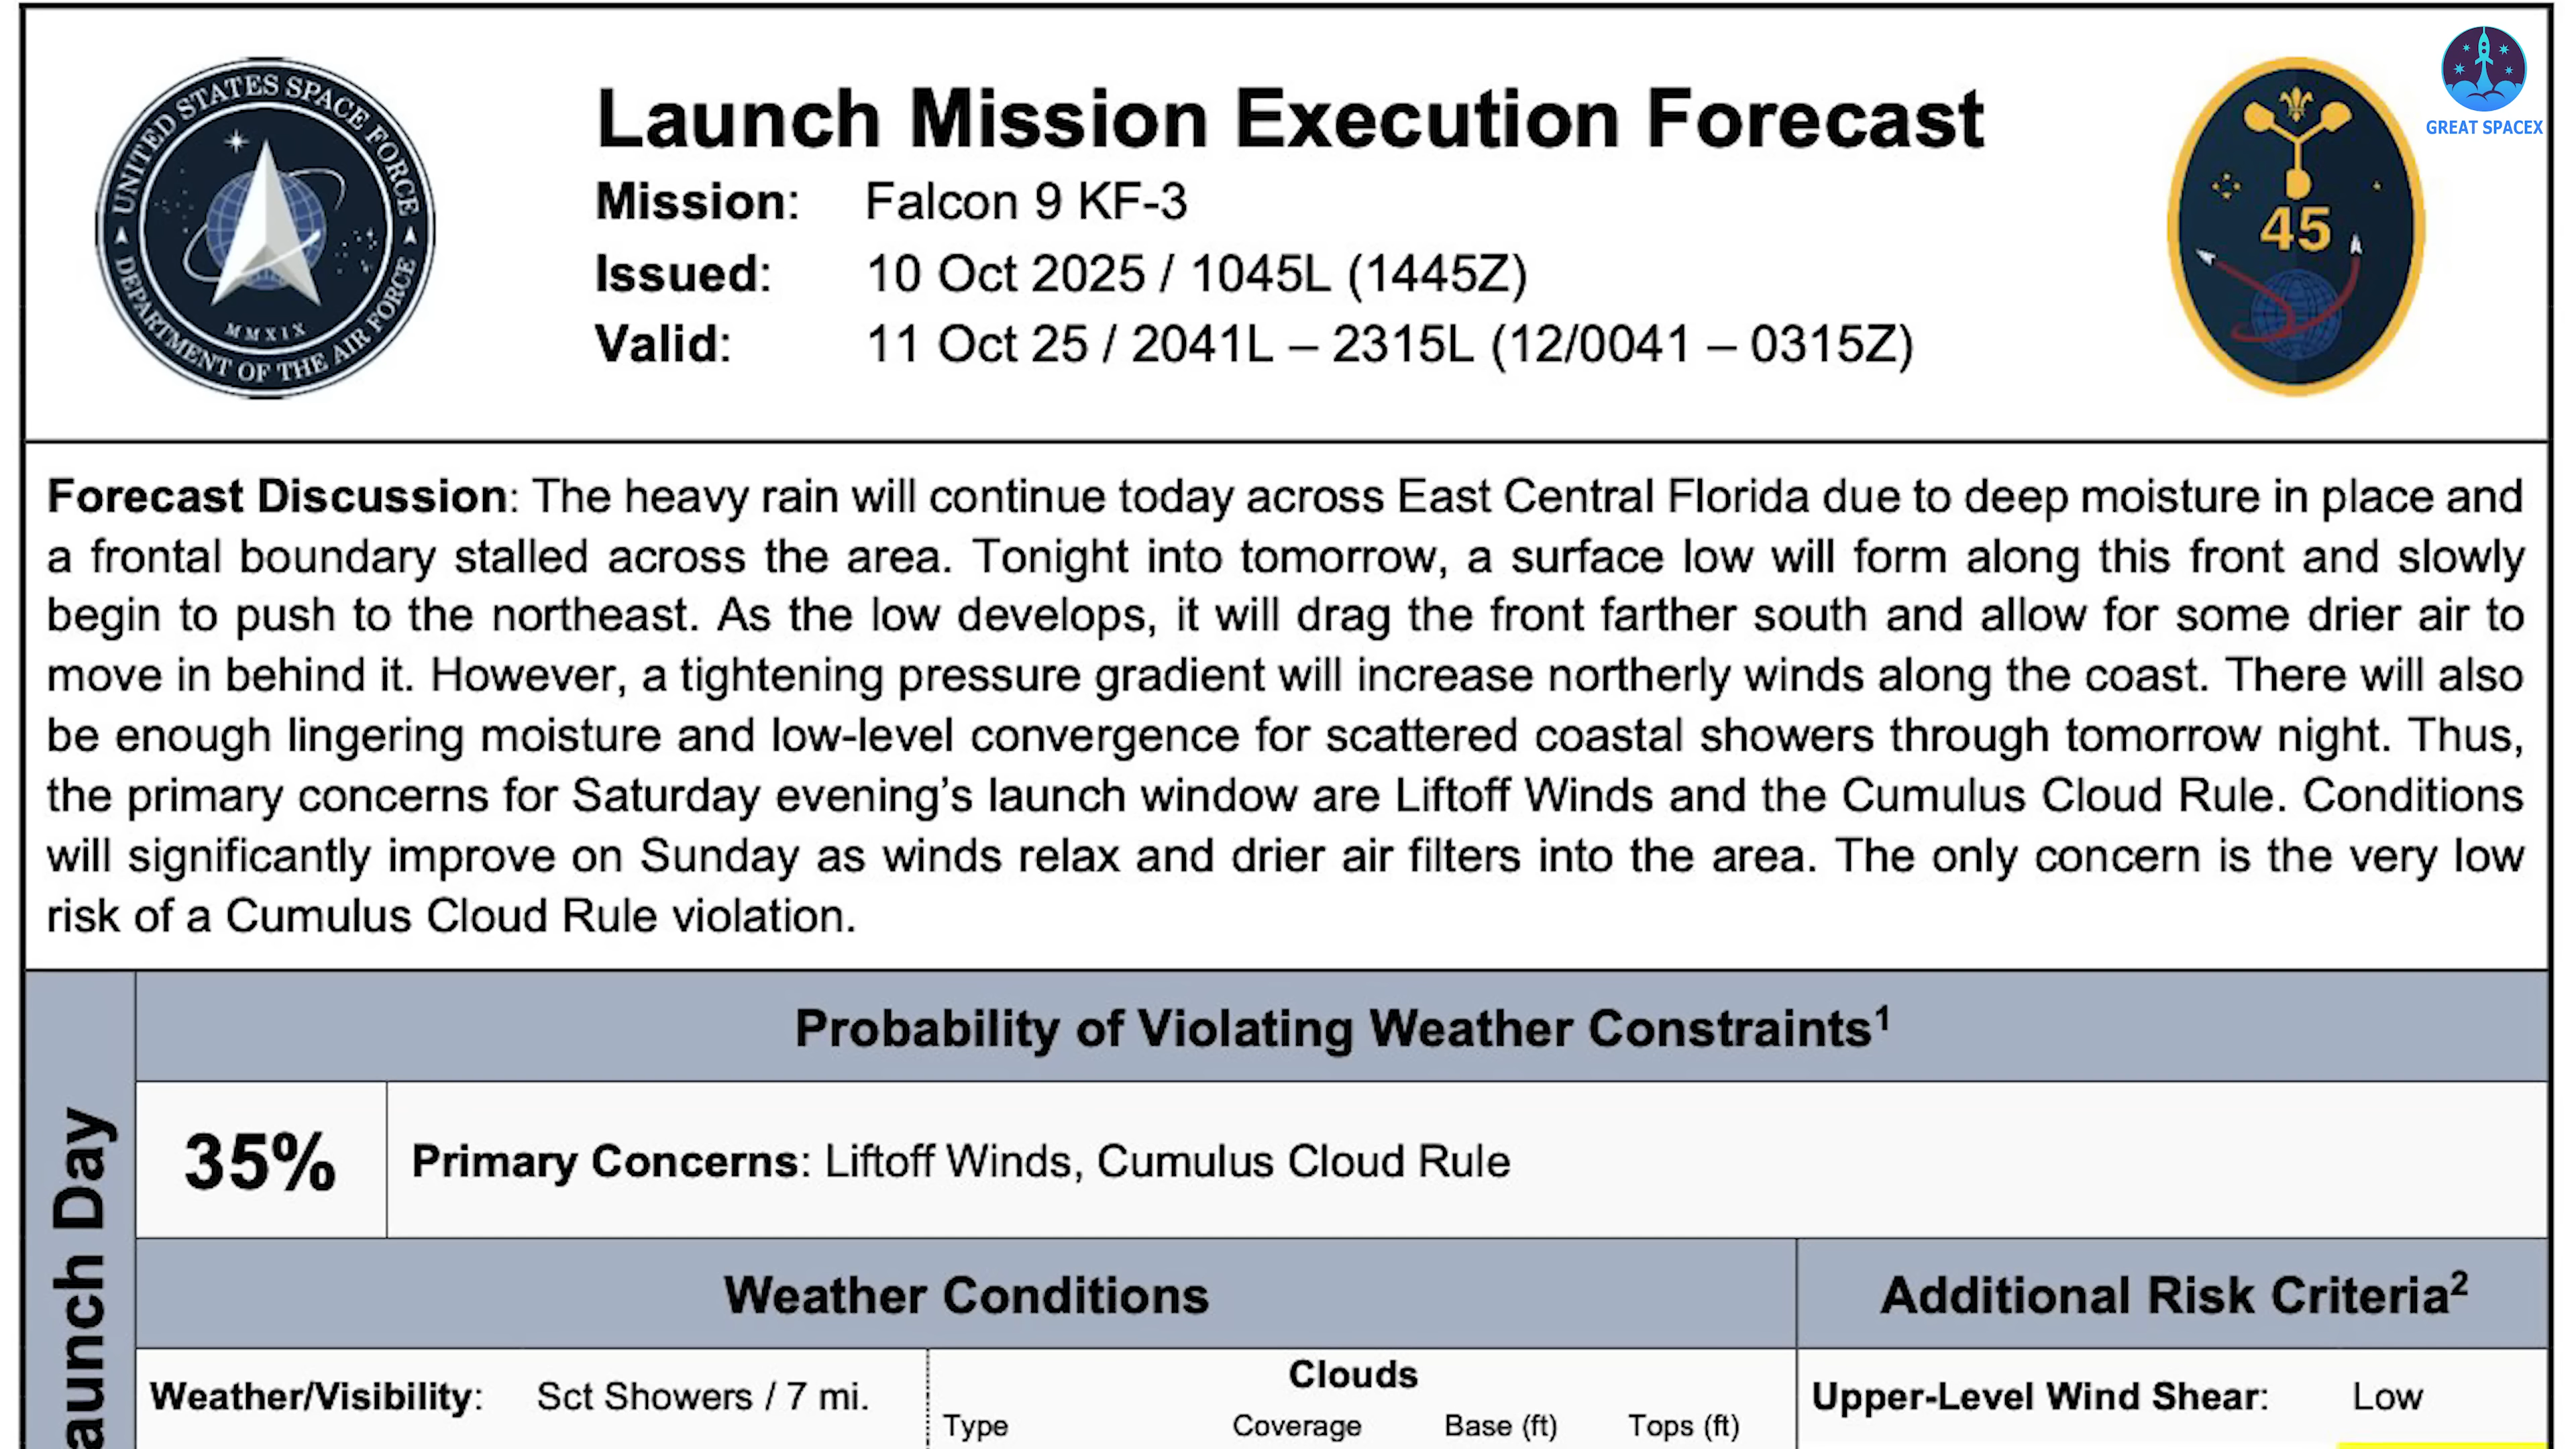 UNITED STATES SPACE FORCE
DEPARTMENT OF THE AIR FORCE
MMXIX
Launch Mission Execution Forecast
Mission: Falcon 9 KF-3
Issued: 10 Oct 2025 / 1045L (1445Z)
Valid: 11 Oct 25 / 2041L – 2315L (12/0041 – 0315Z)
45
GREAT SPACEX
Forecast Discussion: The heavy rain will continue today across East Central Florida due to deep moisture in place and
a frontal boundary stalled across the area. Tonight into tomorrow, a surface low will form along this front and slowly
begin to push to the northeast. As the low develops, it will drag the front farther south and allow for some drier air to
move in behind it. However, a tightening pressure gradient will increase northerly winds along the coast. There will also
be enough lingering moisture and low-level convergence for scattered coastal showers through tomorrow night. Thus,
the primary concerns for Saturday evening’s launch window are Liftoff Winds and the Cumulus Cloud Rule. Conditions
will significantly improve on Sunday as winds relax and drier air filters into the area. The only concern is the very low
risk of a Cumulus Cloud Rule violation.
aunch Day
Probability of Violating Weather Constraints¹
35%
Primary Concerns: Liftoff Winds, Cumulus Cloud Rule
Weather Conditions
Additional Risk Criteria²
Weather/Visibility: Sct Showers / 7 mi.
Clouds
Type Coverage Base (ft) Tops (ft)
Upper-Level Wind Shear: Low